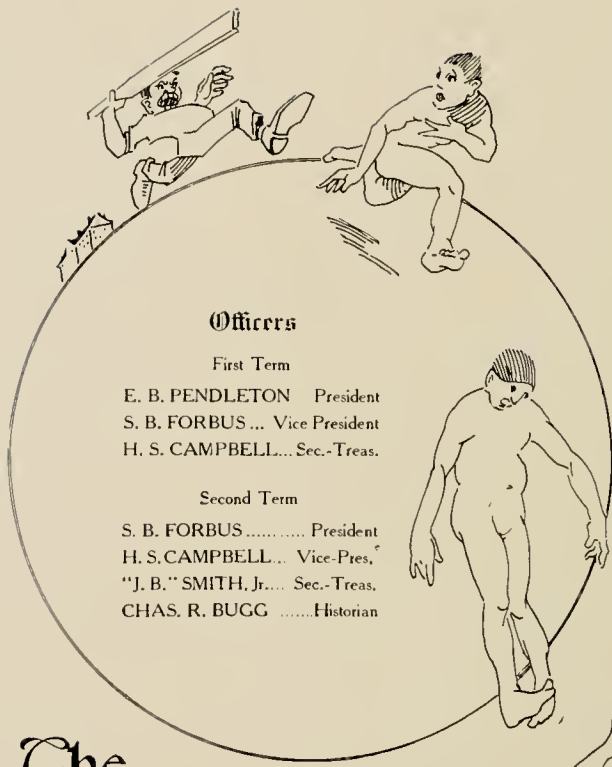 Officers
First Term
E. B. PENDLETON President
S. B. FORBUS ... Vice President
H. S. CAMPBELL... Sec.-Treas.
Second Term
S. B. FORBUS ........... President
H. S. CAMPBELL... Vice-Pres.
"J. B." SMITH, Jr.... Sec.-Treas.
CHAS. R. BUGG .......Historian
The